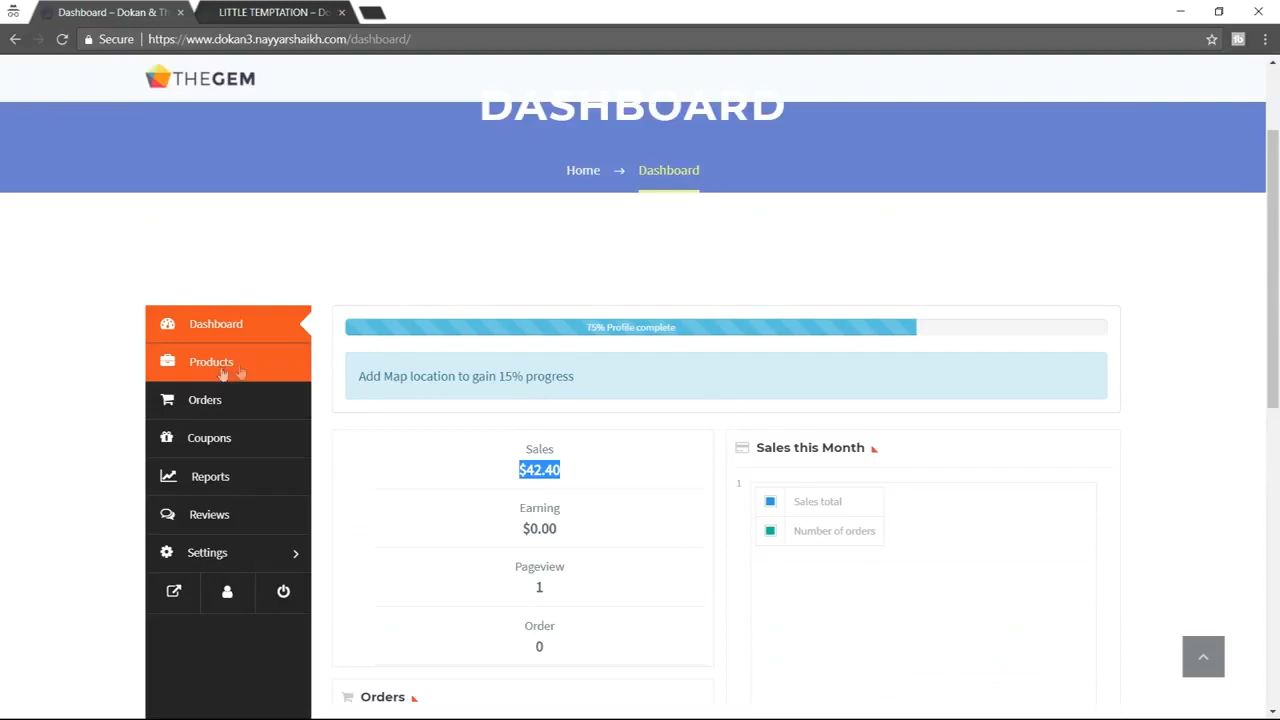 Dashboard – Dokan & Th
LITTLE TEMPTATION – Do
Secure
https://www.dokan3.nayyarshaikh.com/dashboard/
THEGEM
DASHBOARD
Home → Dashboard
Dashboard
Products
Orders
Coupons
Reports
Reviews
Settings
75% Profile complete
Add Map location to gain 15% progress
Sales
$42.40
Earning
$0.00
Pageview
1
Order
0
Orders
Sales this Month
1
Sales total
Number of orders